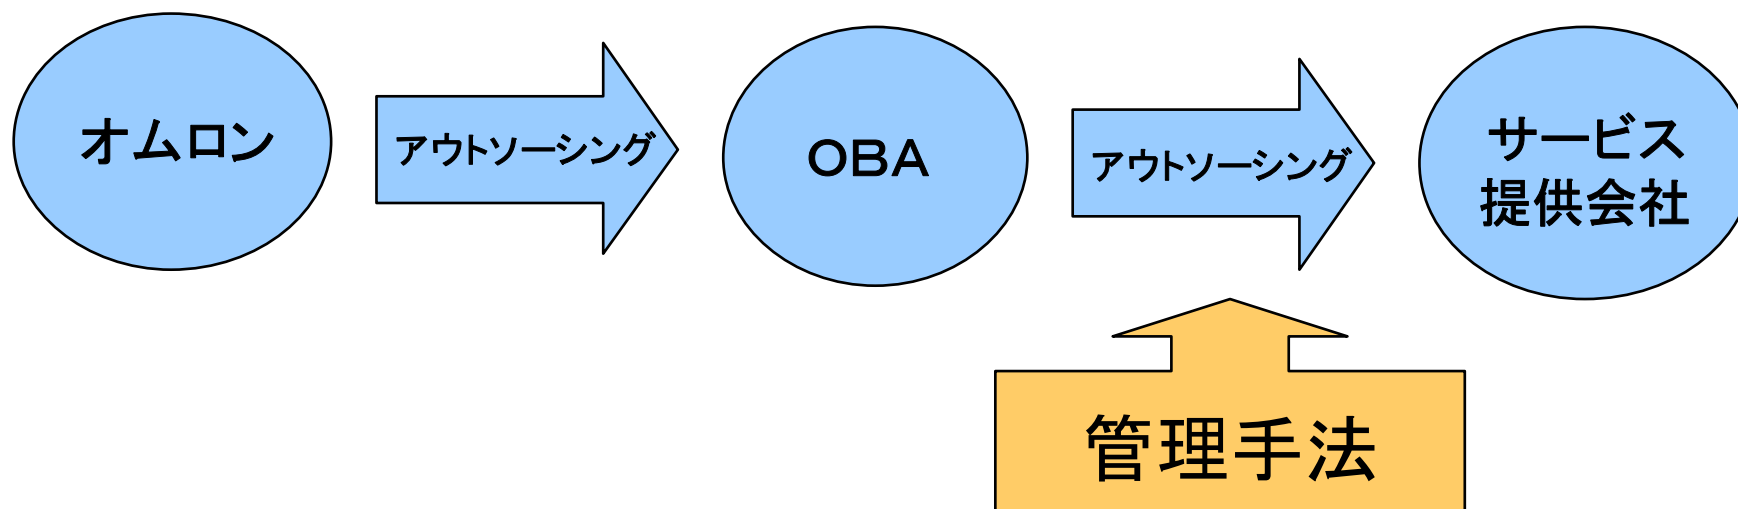 オムロン
アウトソーシング
OBA
アウトソーシング
サービス
提供会社
管理手法